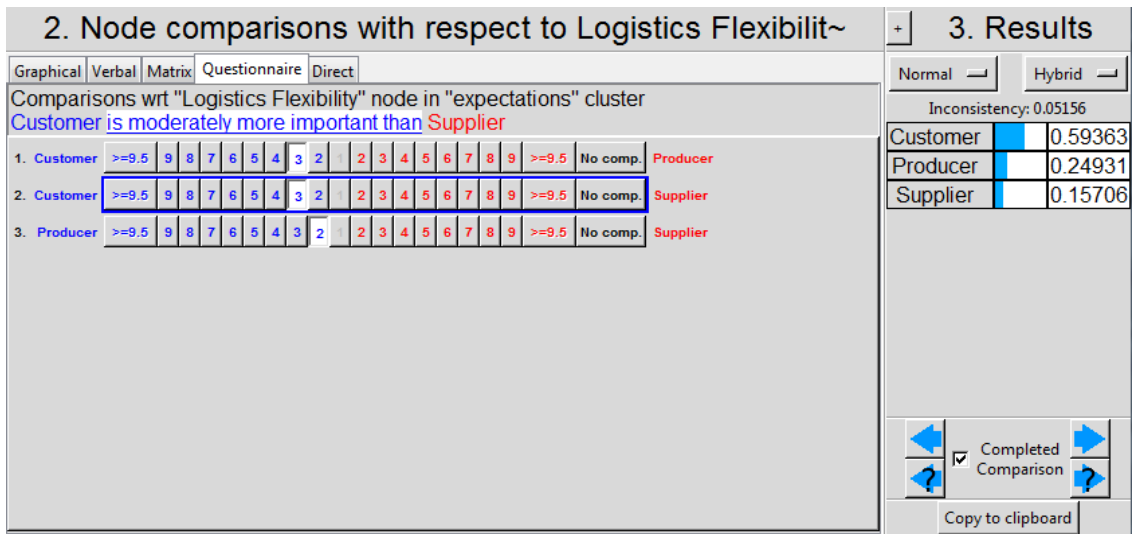 2. Node comparisons with respect to Logistics Flexibilit~
Graphical Verbal Matrix Questionnaire Direct
Comparisons wrt "Logistics Flexibility" node in "expectations" cluster
Customer is moderately more important than Supplier
1. Customer >=9.5 9 8 7 6 5 4 3 2 1 2 3 4 5 6 7 8 9 >=9.5 No comp. Producer
2. Customer >=9.5 9 8 7 6 5 4 3 2 1 2 3 4 5 6 7 8 9 >=9.5 No comp. Supplier
3. Producer >=9.5 9 8 7 6 5 4 3 2 1 2 3 4 5 6 7 8 9 >=9.5 No comp. Supplier
+ 3. Results
Normal Hybrid
Inconsistency: 0.05156
Customer 0.59363
Producer 0.24931
Supplier 0.15706
Completed
Comparison
? ?
Copy to clipboard